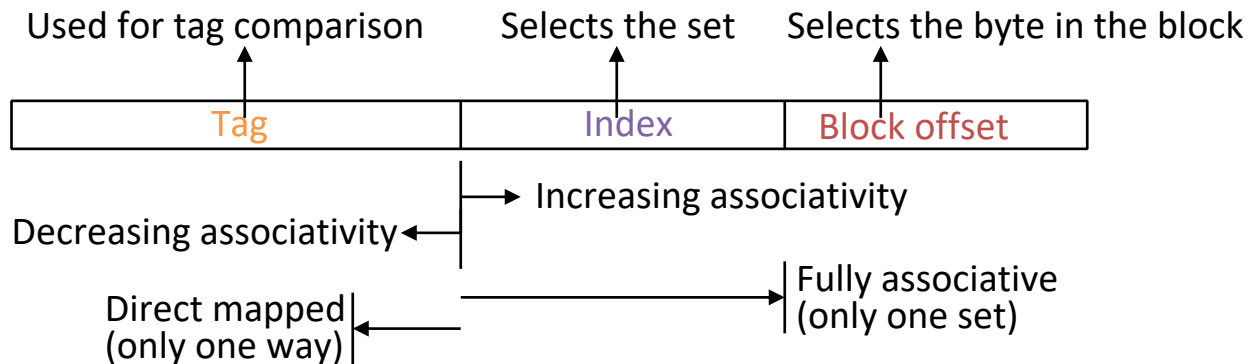 Used for tag comparison Selects the set Selects the byte in the block
Tag Index Block offset
Increasing associativity
Decreasing associativity
Fully associative
(only one set)
Direct mapped
(only one way)